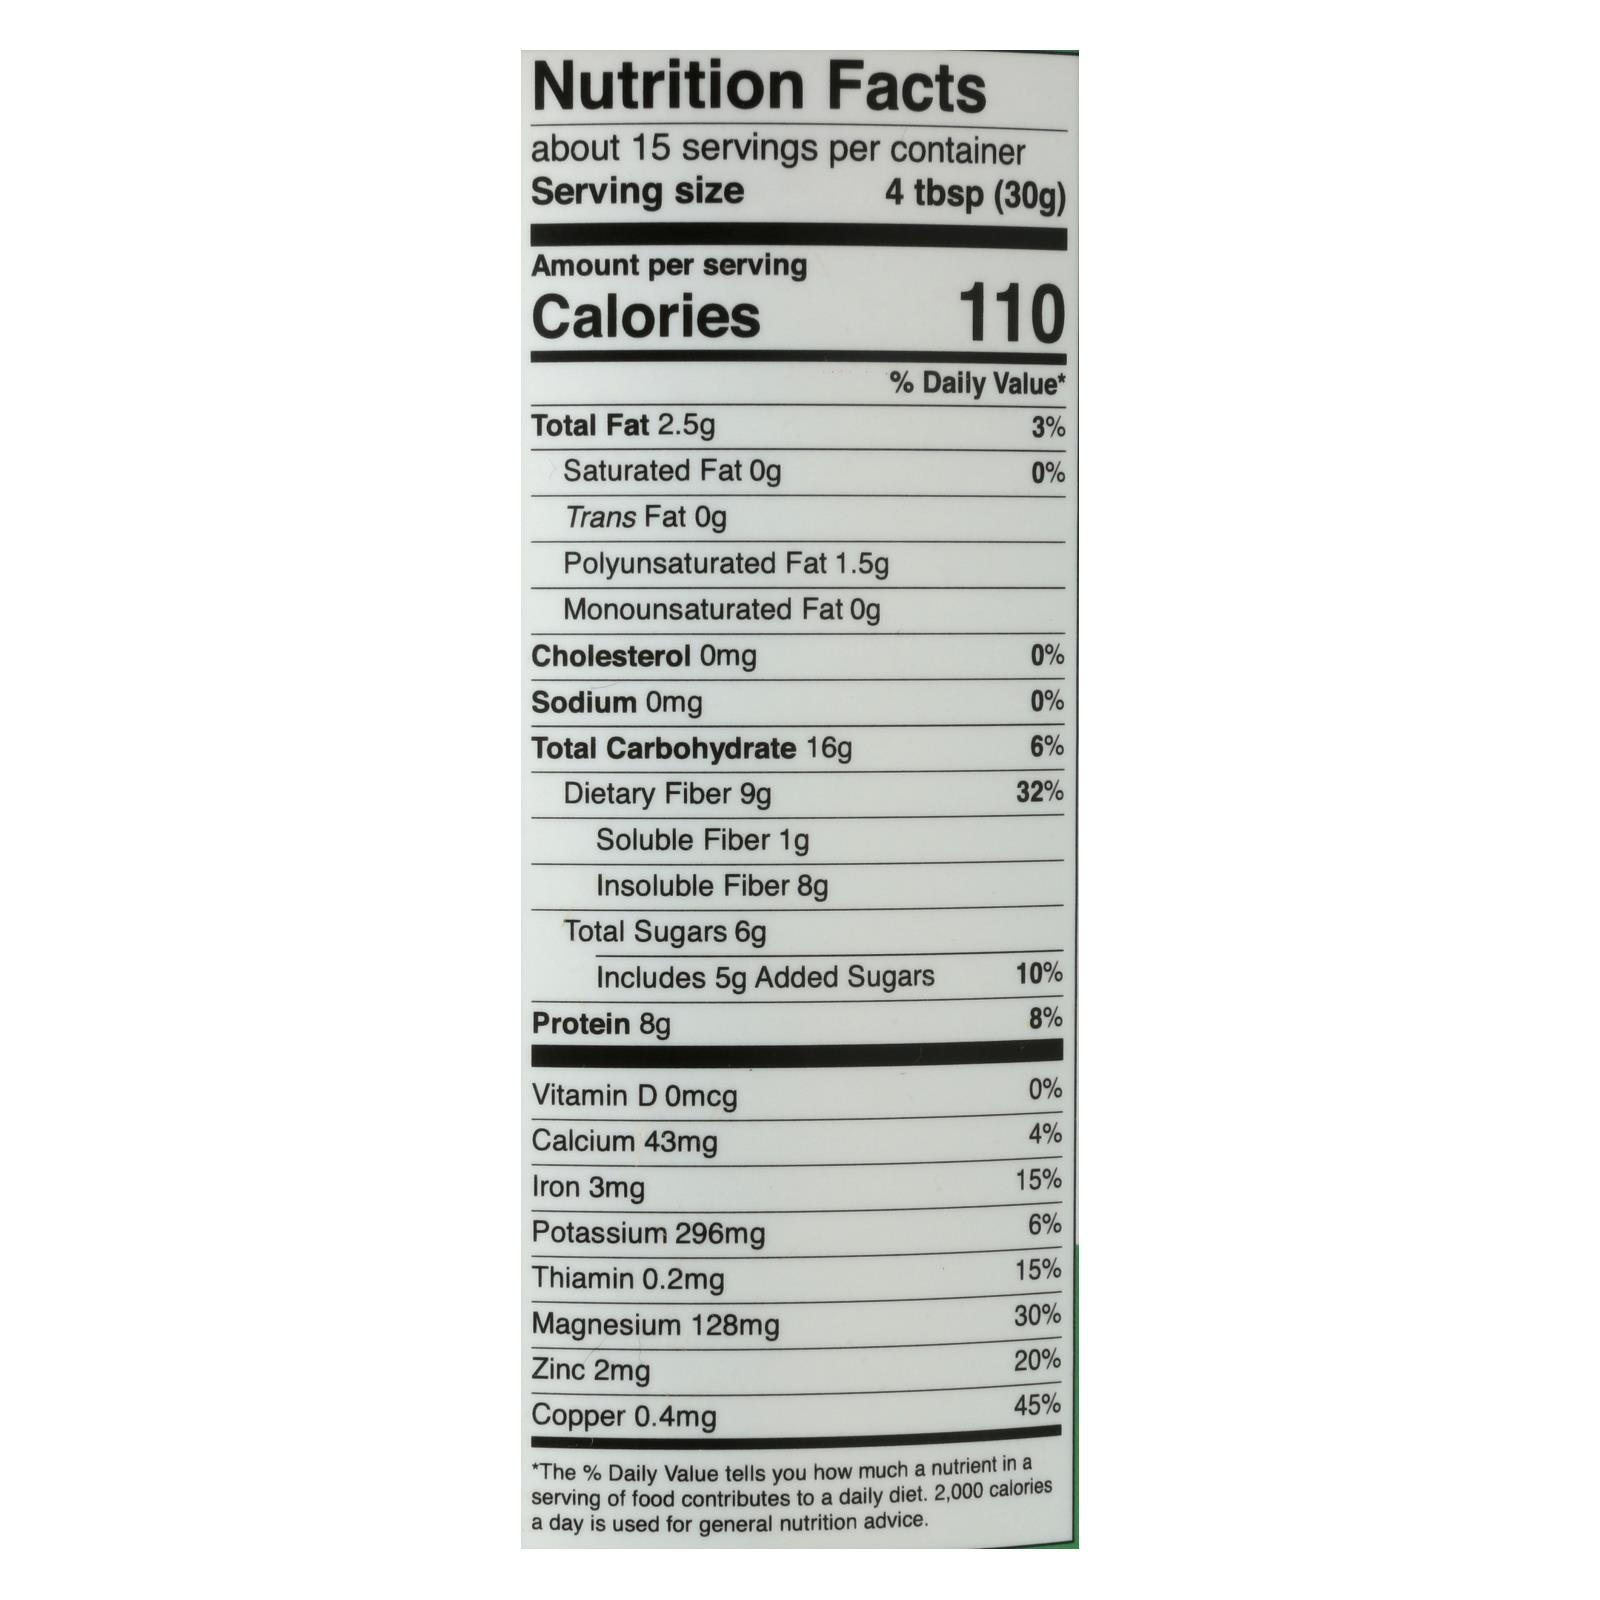 Nutrition Facts
about 15 servings per container
Serving size 4 tbsp (30g)
Amount per serving
Calories 110
% Daily Value*
Total Fat 2.5g 3%
Saturated Fat 0g 0%
Trans Fat 0g
Polyunsaturated Fat 1.5g
Monounsaturated Fat 0g
Cholesterol 0mg 0%
Sodium 0mg 0%
Total Carbohydrate 16g 6%
Dietary Fiber 9g 32%
Soluble Fiber 1g
Insoluble Fiber 8g
Total Sugars 6g
Includes 5g Added Sugars 10%
Protein 8g 8%
Vitamin D 0mcg 0%
Calcium 43mg 4%
Iron 3mg 15%
Potassium 296mg 6%
Thiamin 0.2mg 15%
Magnesium 128mg 30%
Zinc 2mg 20%
Copper 0.4mg 45%
*The % Daily Value tells you how much a nutrient in a
serving of food contributes to a daily diet. 2,000 calories
a day is used for general nutrition advice.